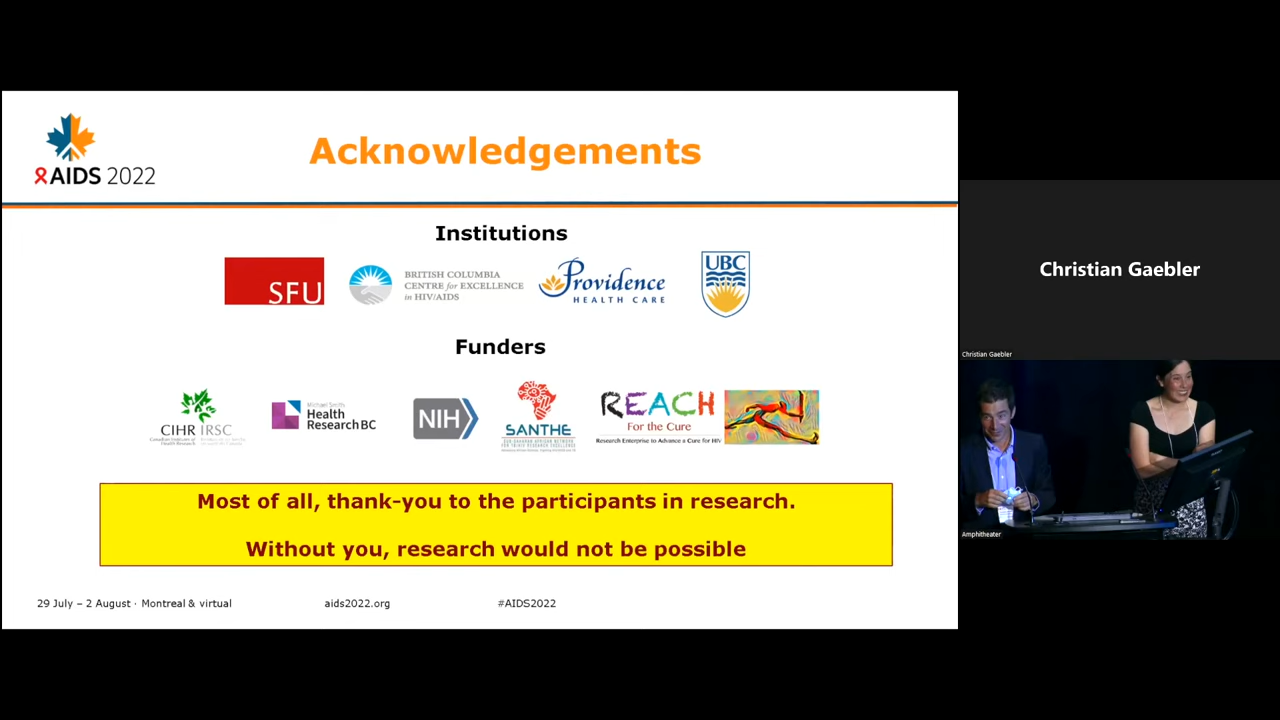 AIDS 2022
Acknowledgements
Institutions
SFU
BRITISH COLUMBIA
CENTRE for EXCELLENCE
in HIV/AIDS
Providence
HEALTH CARE
UBC
Funders
CIHR IRSC
Michael Smith
Health
Research BC
NIH
SANTHE
REACH
For the Cure
Research Enterprise to Advance a Cure for HIV
Most of all, thank-you to the participants in research.
Without you, research would not be possible
29 July – 2 August · Montreal & virtual
aids2022.org
#AIDS2022
Christian Gaebler
Christian Gaebler
Amphitheater